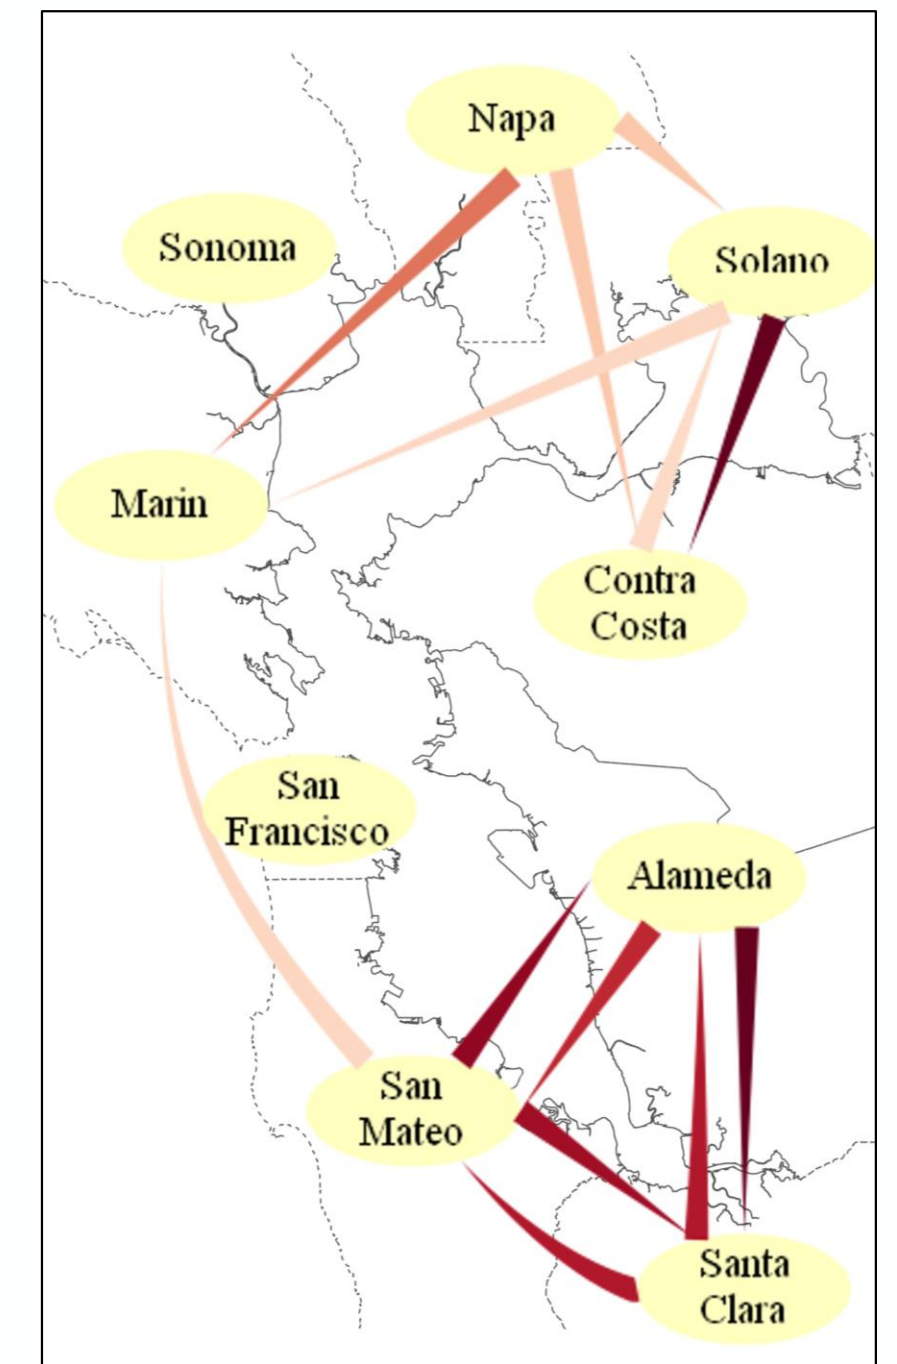 Napa
Sonoma
Solano
Marin
Contra
Costa
San
Francisco
Alameda
San
Mateo
Santa
Clara